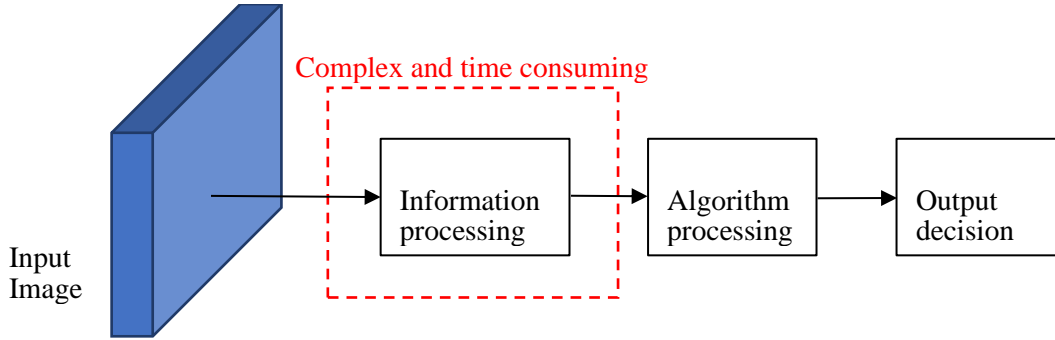 Complex and time consuming
Information
processing
Algorithm
processing
Output
decision
Input
Image